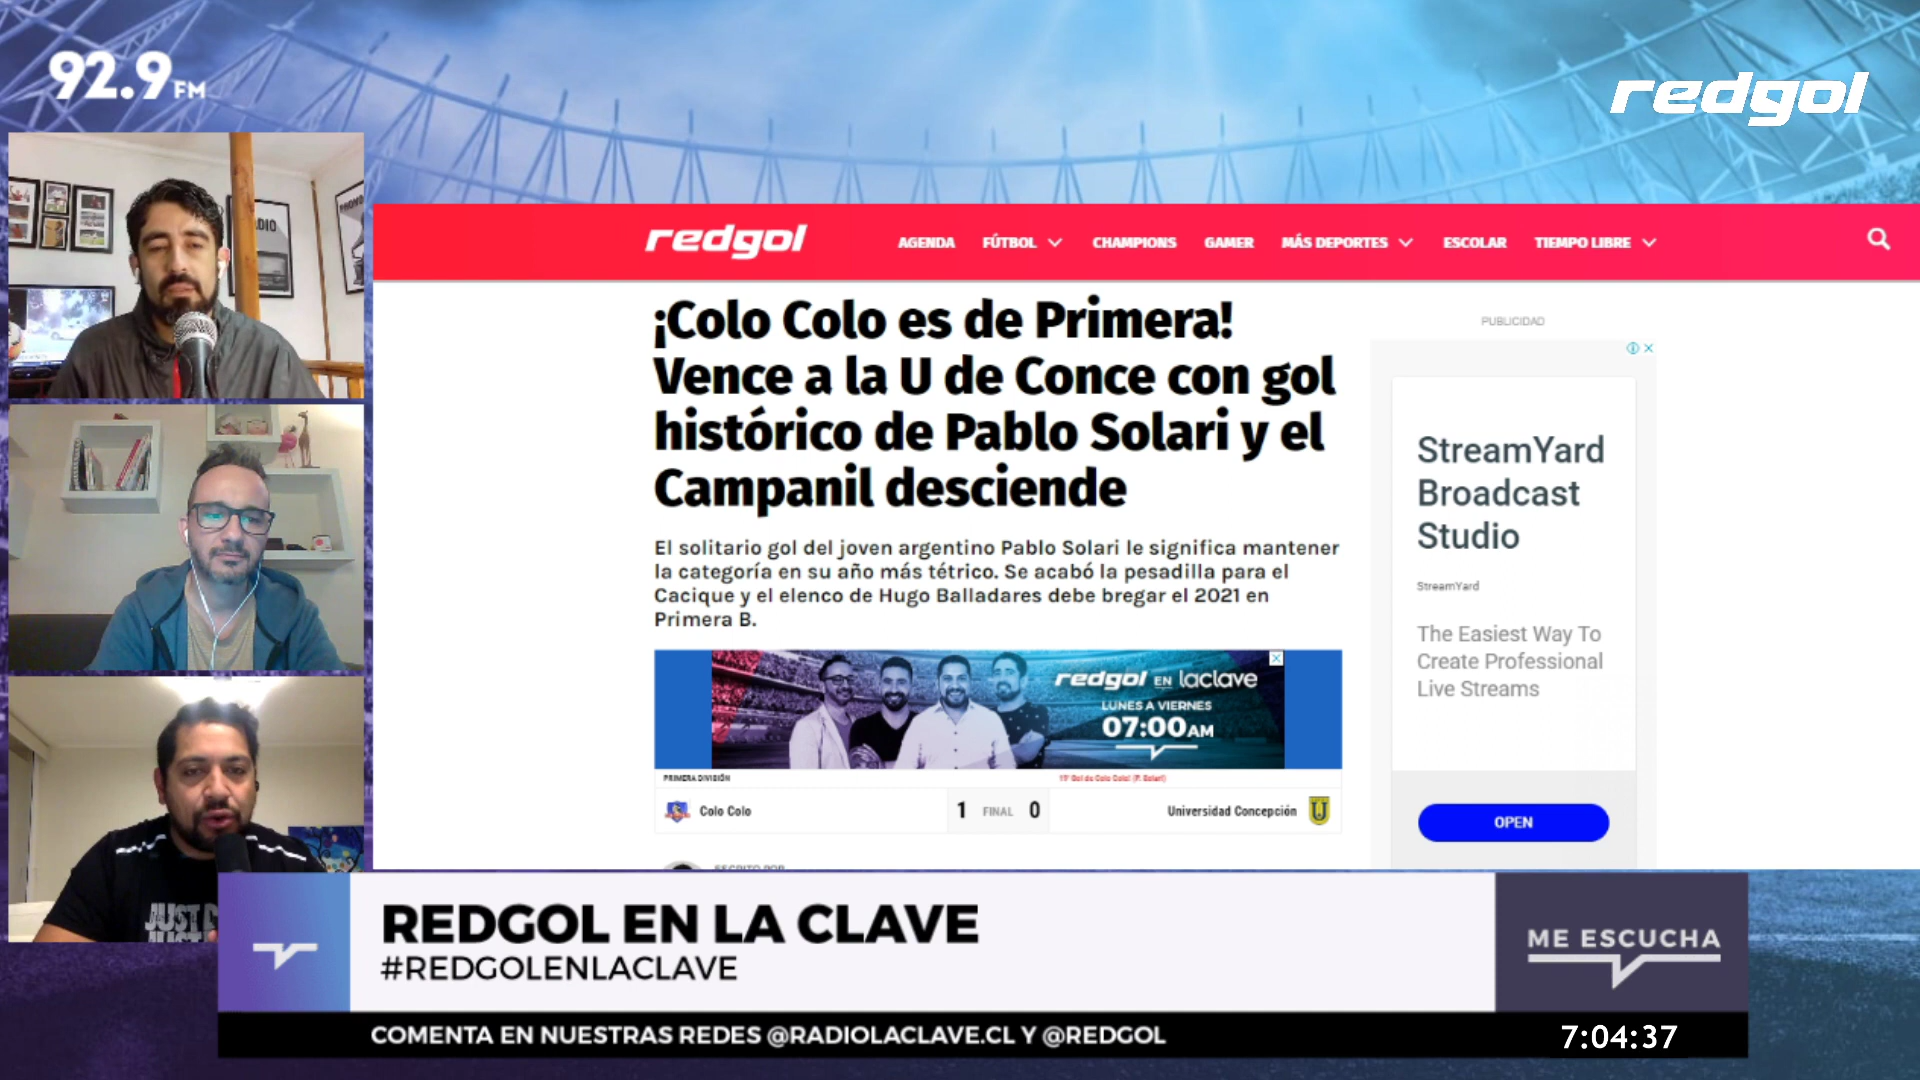 92.9 FM
redgol
redgol
AGENDA
FÚTBOL
CHAMPIONS
GAMER
MÁS DEPORTES
ESCOLAR
TIEMPO LIBRE
¡Colo Colo es de Primera!
Vence a la U de Conce con gol
histórico de Pablo Solari y el
Campanil desciende
El solitario gol del joven argentino Pablo Solari le significa mantener
la categoría en su año más tétrico. Se acabó la pesadilla para el
Cacique y el elenco de Hugo Balladares debe bregar el 2021 en
Primera B.
redgol EN laclave
LUNES A VIERNES
07:00AM
PRIMERA DIVISIÓN
Colo Colo
1 FINAL 0
Universidad Concepción
PUBLICIDAD
StreamYard
Broadcast
Studio
StreamYard
The Easiest Way To
Create Professional
Live Streams
OPEN
REDGOL EN LA CLAVE
#REDGOLENLACLAVE
ME ESCUCHA
COMENTA EN NUESTRAS REDES @RADIOLACLAVE.CL Y @REDGOL
7:04:37